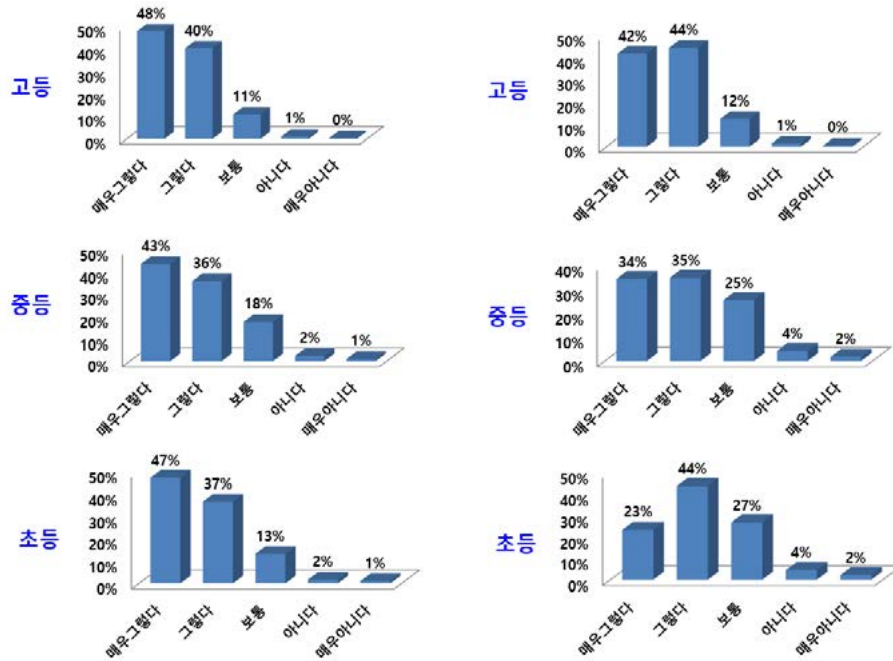 고등
48%
40%
11%
1%
0%
50%
40%
30%
20%
10%
0%
매우그렇다
그렇다
보통
아니다
매우아니다
고등
42%
44%
12%
1%
0%
50%
40%
30%
20%
10%
0%
매우그렇다
그렇다
보통
아니다
매우아니다
중등
43%
36%
18%
2%
1%
50%
40%
30%
20%
10%
0%
매우그렇다
그렇다
보통
아니다
매우아니다
중등
34%
35%
25%
4%
2%
40%
30%
20%
10%
0%
매우그렇다
그렇다
보통
아니다
매우아니다
초등
47%
37%
13%
2%
1%
50%
40%
30%
20%
10%
0%
매우그렇다
그렇다
보통
아니다
매우아니다
초등
23%
44%
27%
4%
2%
50%
40%
30%
20%
10%
0%
매우그렇다
그렇다
보통
아니다
매우아니다